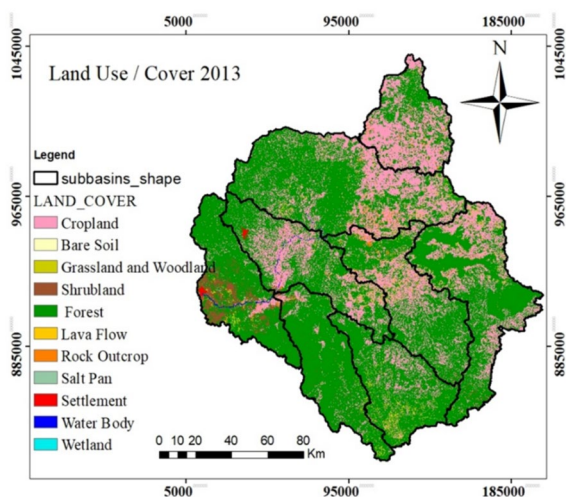 5000 95000 185000
1045000 1045000
Land Use / Cover 2013
N
Legend
subbasins_shape
LAND_COVER
Cropland
Bare Soil
Grassland and Woodland
Shrubland
Forest
Lava Flow
Rock Outcrop
Salt Pan
Settlement
Water Body
Wetland
965000 965000
885000 885000
0 10 20 40 60 80
Km
5000 95000 185000